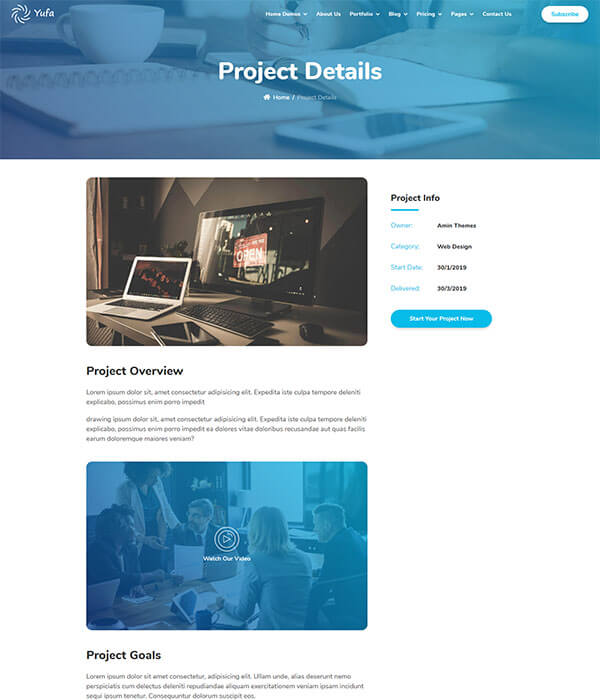 Yufa
Home Demos About Us Portfolio Blog Pricing Pages Contact Us
Subscribe
Project Details
Home / Project Details
OPEN
Project Overview
Lorem ipsum dolor sit, amet consectetur adipisicing elit. Expedita iste culpa tempore deleniti
explicabo, possimus enim porro impedit
drawing ipsum dolor sit, amet consectetur adipisicing elit. Expedita iste culpa tempore deleniti
explicabo, possimus enim porro impedit ea dolores vitae doloribus recusandae aut quas facilis
earum doloremque maiores veniam?
Watch Our Video
Project Goals
Lorem ipsum dolor sit amet consectetur, adipisicing elit. Ullam unde, alias deserunt nemo
perspiciatis cum delectus deleniti repudiandae aliquam exercitationem veniam impedit incidunt
sequi ipsum tenetur. Consequuntur dolorum suscipit eos.
Project Info
Owner: Amin Themes
Category: Web Design
Start Date: 30/1/2019
Delivered: 30/3/2019
Start Your Project Now